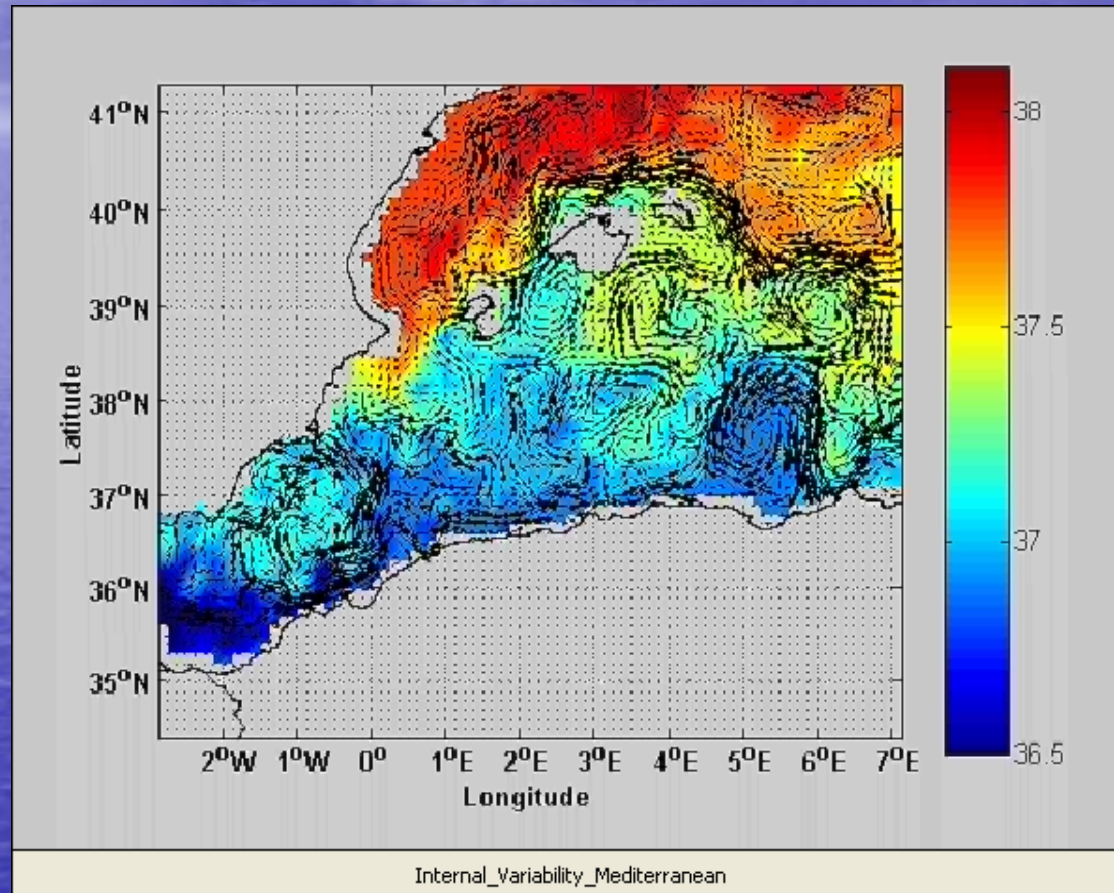 41°N
40°N
39°N
38°N
37°N
36°N
35°N
Latitude
2°W 1°W 0° 1°E 2°E 3°E 4°E 5°E 6°E 7°E
Longitude
38
37.5
37
36.5
Internal_Variability_Mediterranean